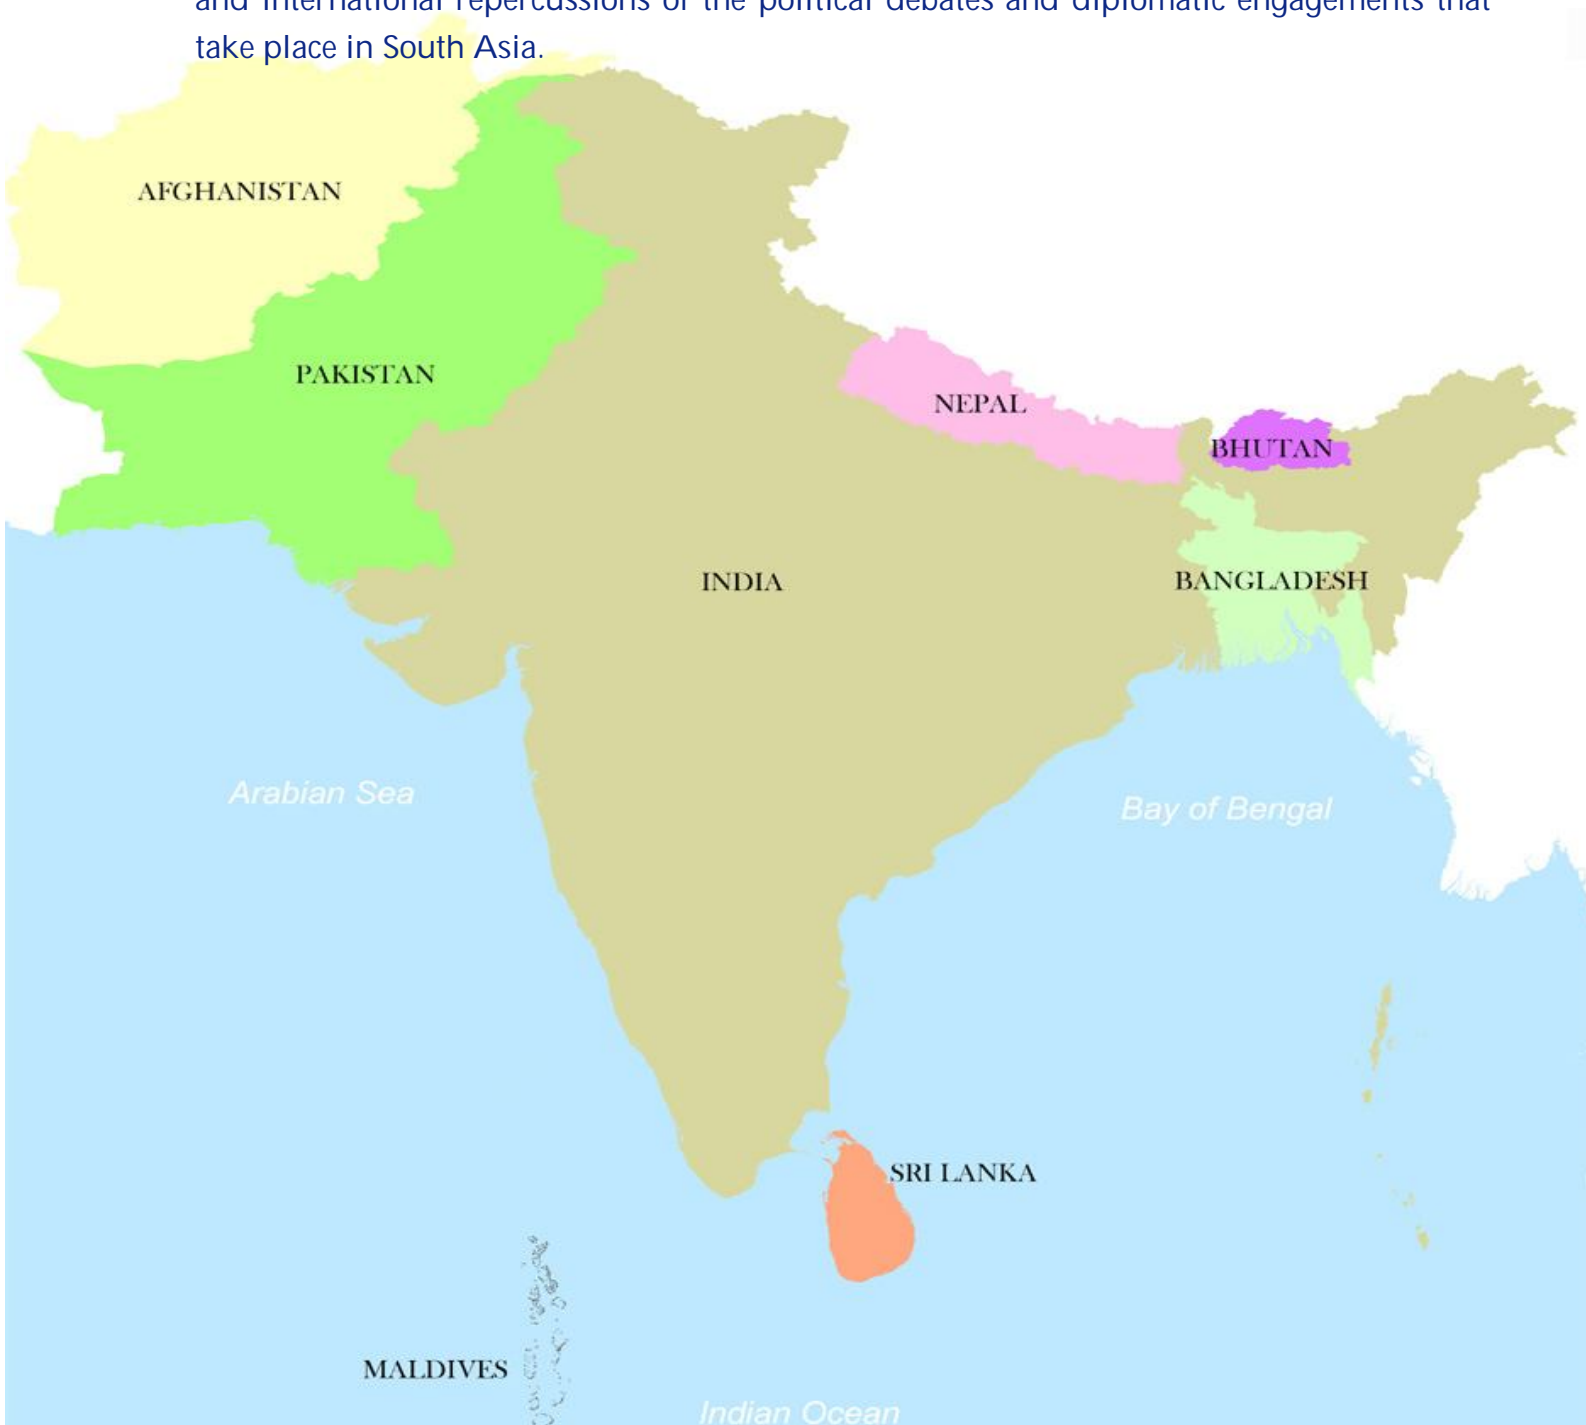 and international repercussions of the political debates and diplomatic engagements that
take place in South Asia.
AFGHANISTAN
PAKISTAN
NEPAL
BHUTAN
INDIA
BANGLADESH
Arabian Sea
Bay of Bengal
SRI LANKA
MALDIVES
Indian Ocean